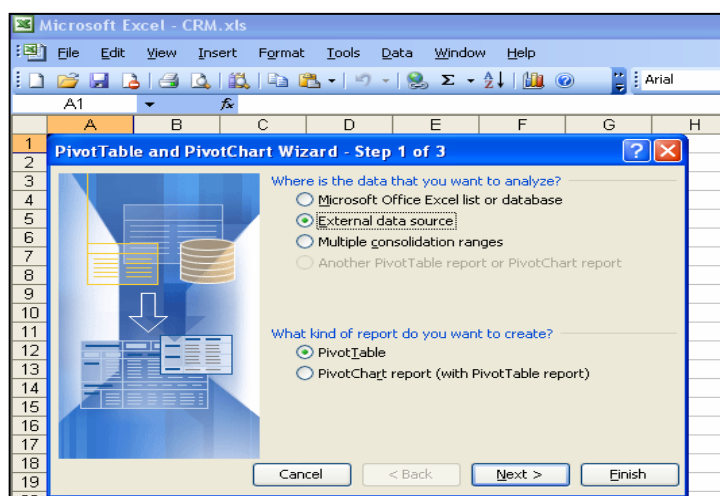 Microsoft Excel - CRM.xls
File Edit View Insert Format Tools Data Window Help
Σ Arial
A1 fx
A B C D E F G H
1
PivotTable and PivotChart Wizard - Step 1 of 3
2
3 Where is the data that you want to analyze?
4 Microsoft Office Excel list or database
5 External data source
6 Multiple consolidation ranges
7 Another PivotTable report or PivotChart report
8
9
10
11 What kind of report do you want to create?
12 PivotTable
13 PivotChart report (with PivotTable report)
14
15
16
17
18 Cancel < Back Next > Finish
19